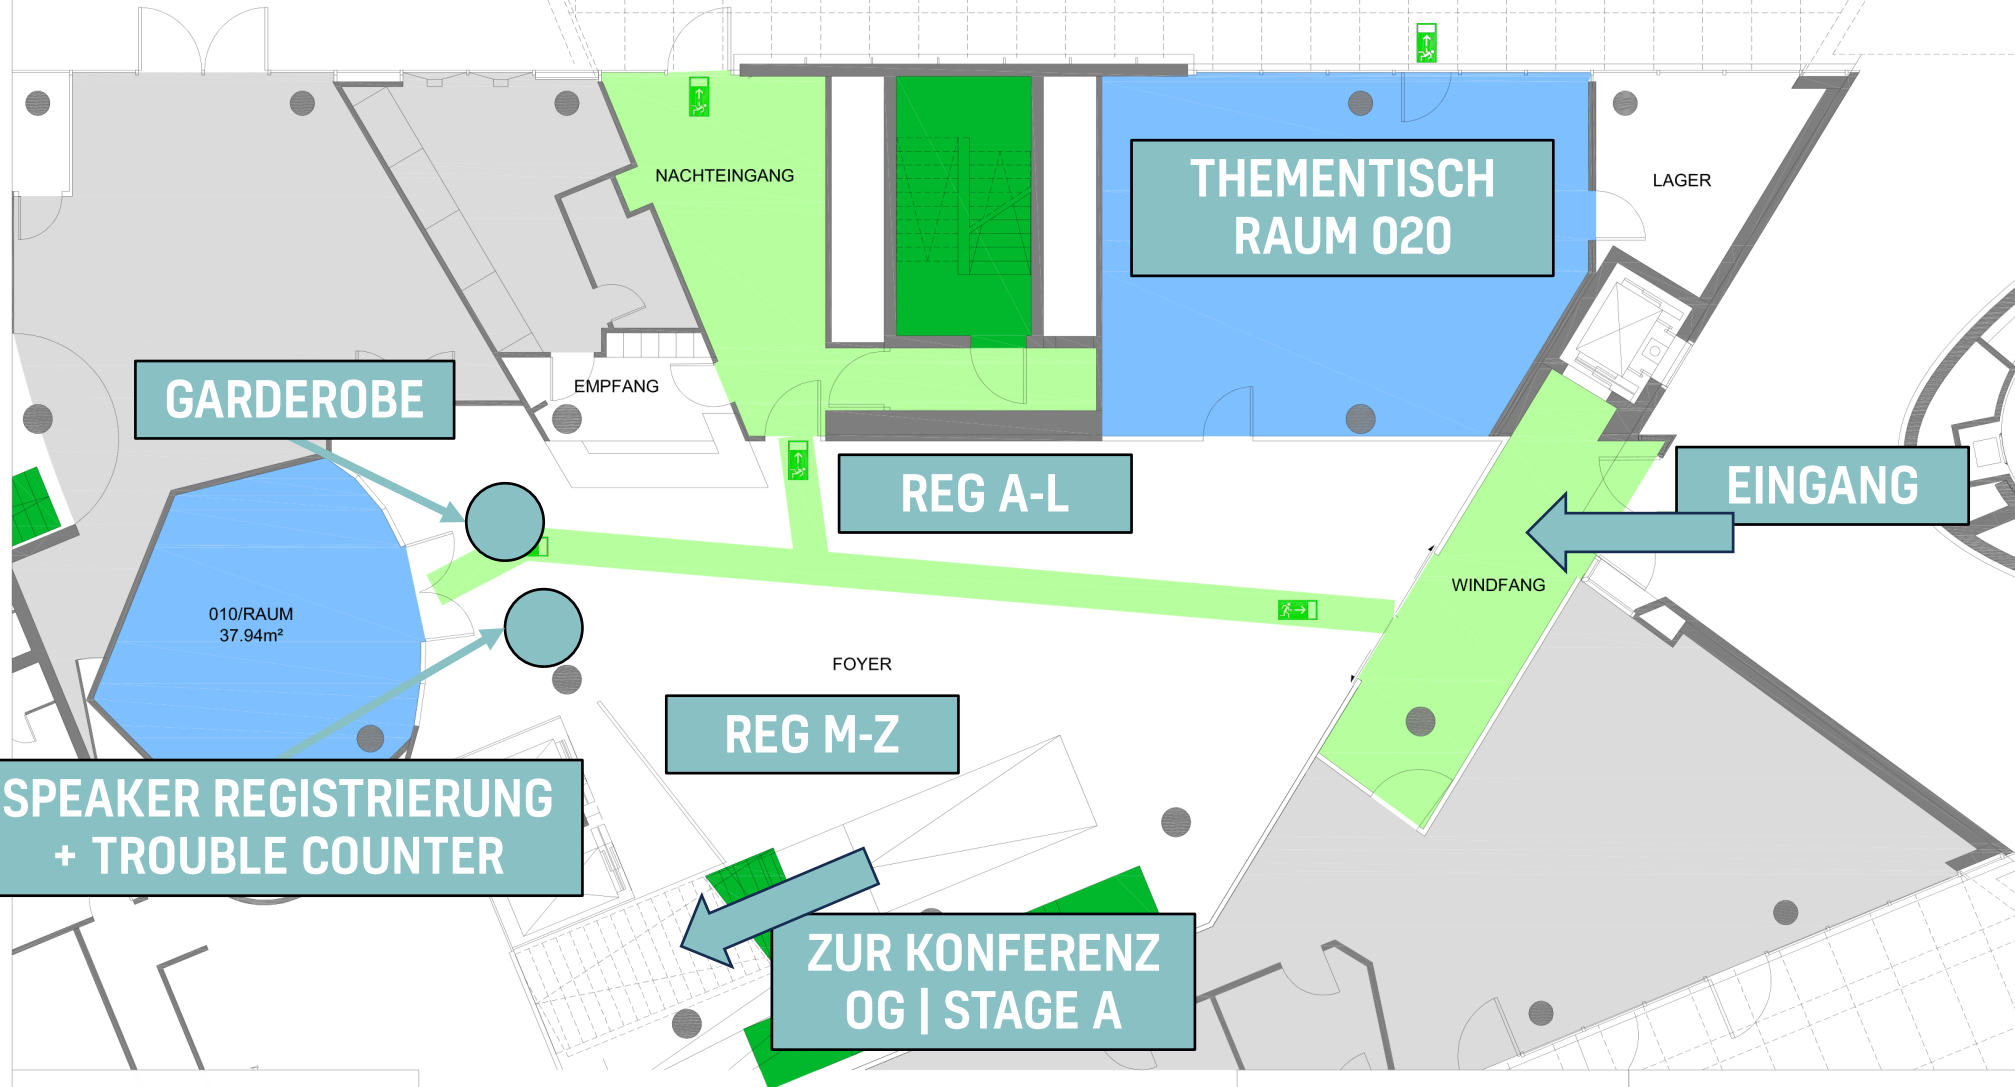 NACHTEINGANG
THEMENTISCH
RAUM 020
LAGER
EMPFANG
GARDEROBE
REG A-L
EINGANG
WINDFANG
010/RAUM
37.94m²
FOYER
REG M-Z
SPEAKER REGISTRIERUNG
+ TROUBLE COUNTER
ZUR KONFERENZ
OG | STAGE A